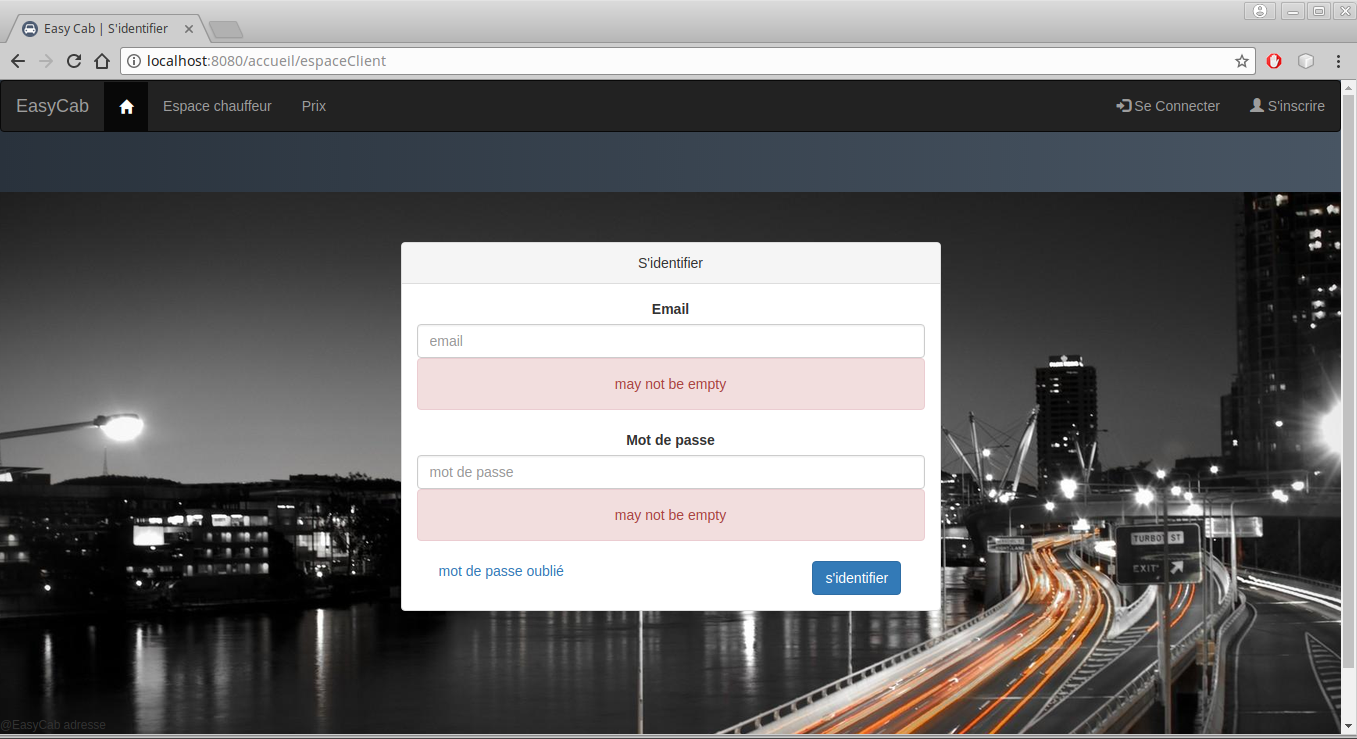 Easy Cab | S'identifier
localhost:8080/accueil/espaceClient
EasyCab Espace chauffeur Prix Se Connecter S'inscrire
S'identifier
Email
email
may not be empty
Mot de passe
mot de passe
may not be empty
mot de passe oublié s'identifier
TURBOT ST
EXIT
@EasyCab adresse